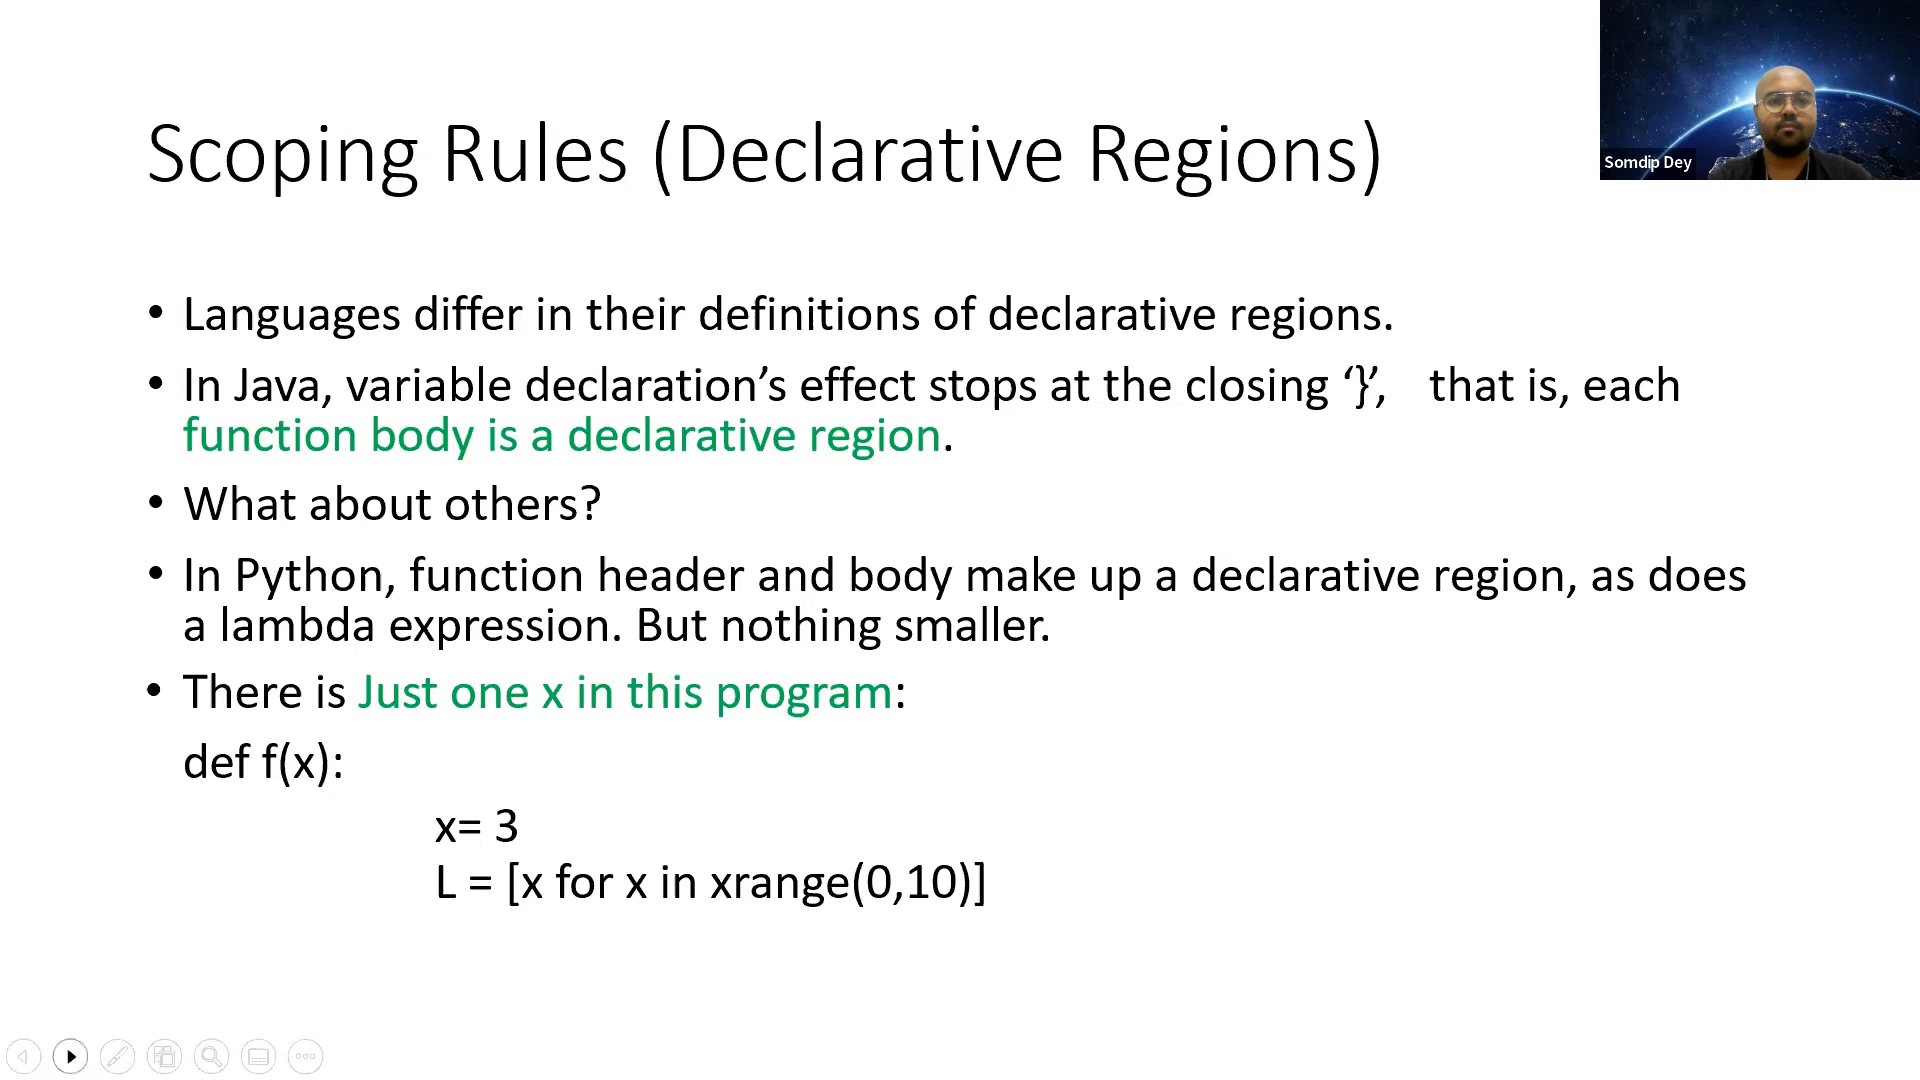 Scoping Rules (Declarative Regions)
Somdip Dey
• Languages differ in their definitions of declarative regions.
• In Java, variable declaration’s effect stops at the closing ‘}’, that is, each
function body is a declarative region.
• What about others?
• In Python, function header and body make up a declarative region, as does
a lambda expression. But nothing smaller.
• There is Just one x in this program:
def f(x):
x= 3
L = [x for x in xrange(0,10)]